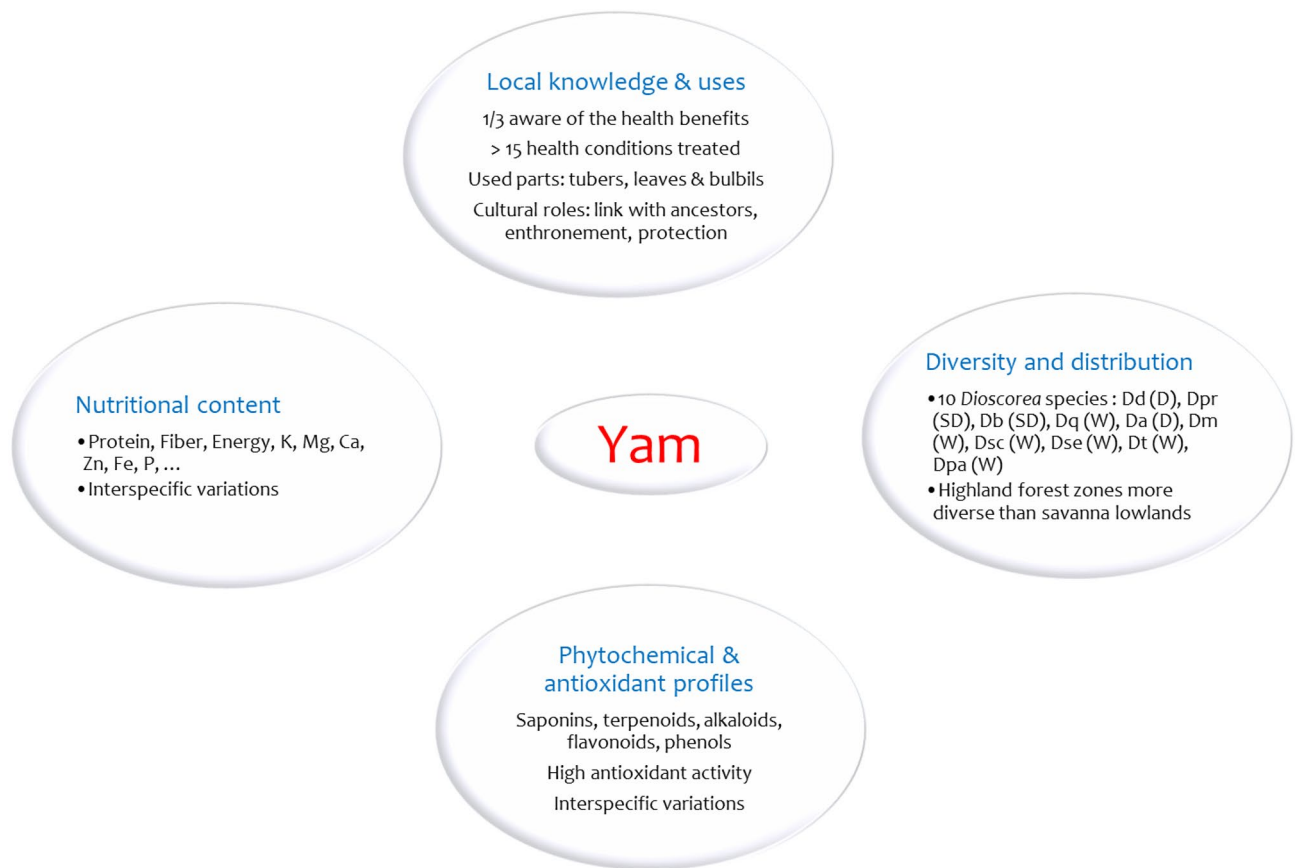 Local knowledge & uses
1/3 aware of the health benefits
> 15 health conditions treated
Used parts: tubers, leaves & bulbils
Cultural roles: link with ancestors,
enthronement, protection
Nutritional content
•Protein, Fiber, Energy, K, Mg, Ca,
Zn, Fe, P, ...
•Interspecific variations
Yam
Diversity and distribution
•10 Dioscorea species : Dd (D), Dpr
(SD), Db (SD), Dq (W), Da (D), Dm
(W), Dsc (W), Dse (W), Dt (W),
Dpa (W)
•Highland forest zones more
diverse than savanna lowlands
Phytochemical &
antioxidant profiles
Saponins, terpenoids, alkaloids,
flavonoids, phenols
High antioxidant activity
Interspecific variations